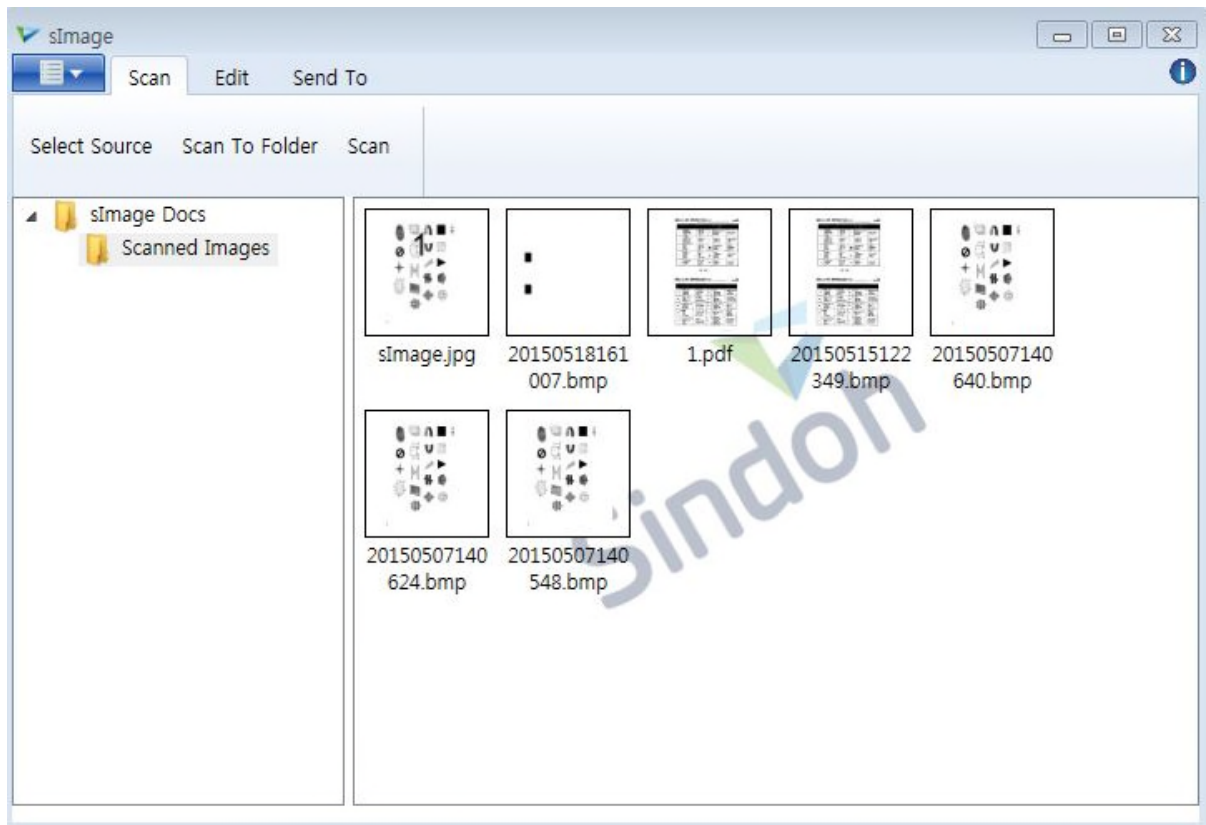 sImage
Scan Edit Send To
Select Source Scan To Folder Scan
sImage Docs
Scanned Images
1
sImage.jpg
20150518161
007.bmp
1.pdf
20150515122
349.bmp
20150507140
640.bmp
20150507140
624.bmp
20150507140
548.bmp
Sindoh